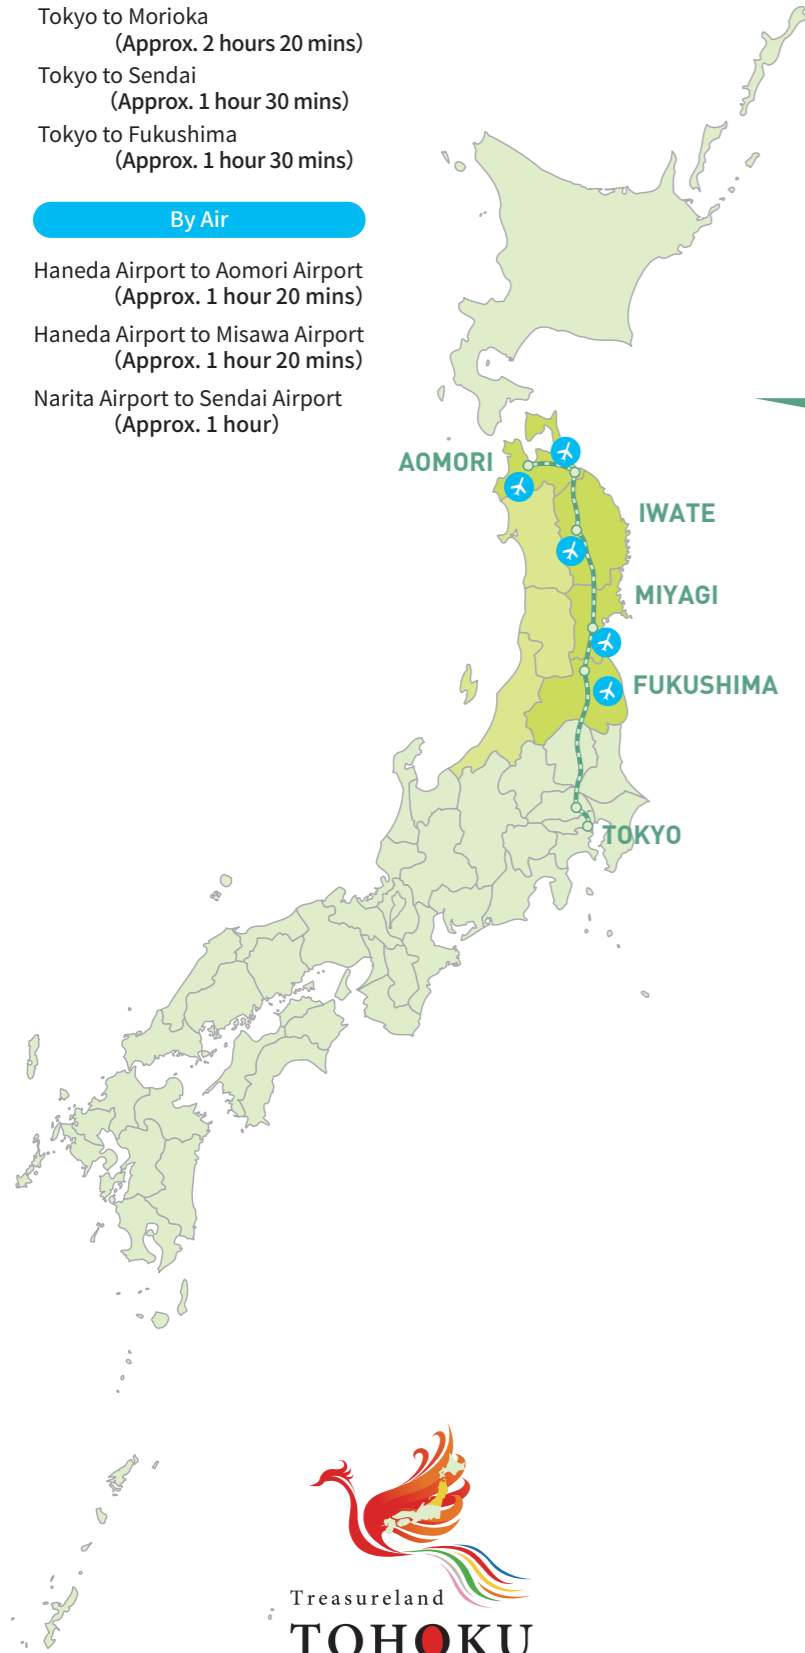 Tokyo to Morioka
(Approx. 2 hours 20 mins)
Tokyo to Sendai
(Approx. 1 hour 30 mins)
Tokyo to Fukushima
(Approx. 1 hour 30 mins)
By Air
Haneda Airport to Aomori Airport
(Approx. 1 hour 20 mins)
Haneda Airport to Misawa Airport
(Approx. 1 hour 20 mins)
Narita Airport to Sendai Airport
(Approx. 1 hour)
AOMORI
IWATE
MIYAGI
FUKUSHIMA
TOKYO
Treasureland
TOHOKU